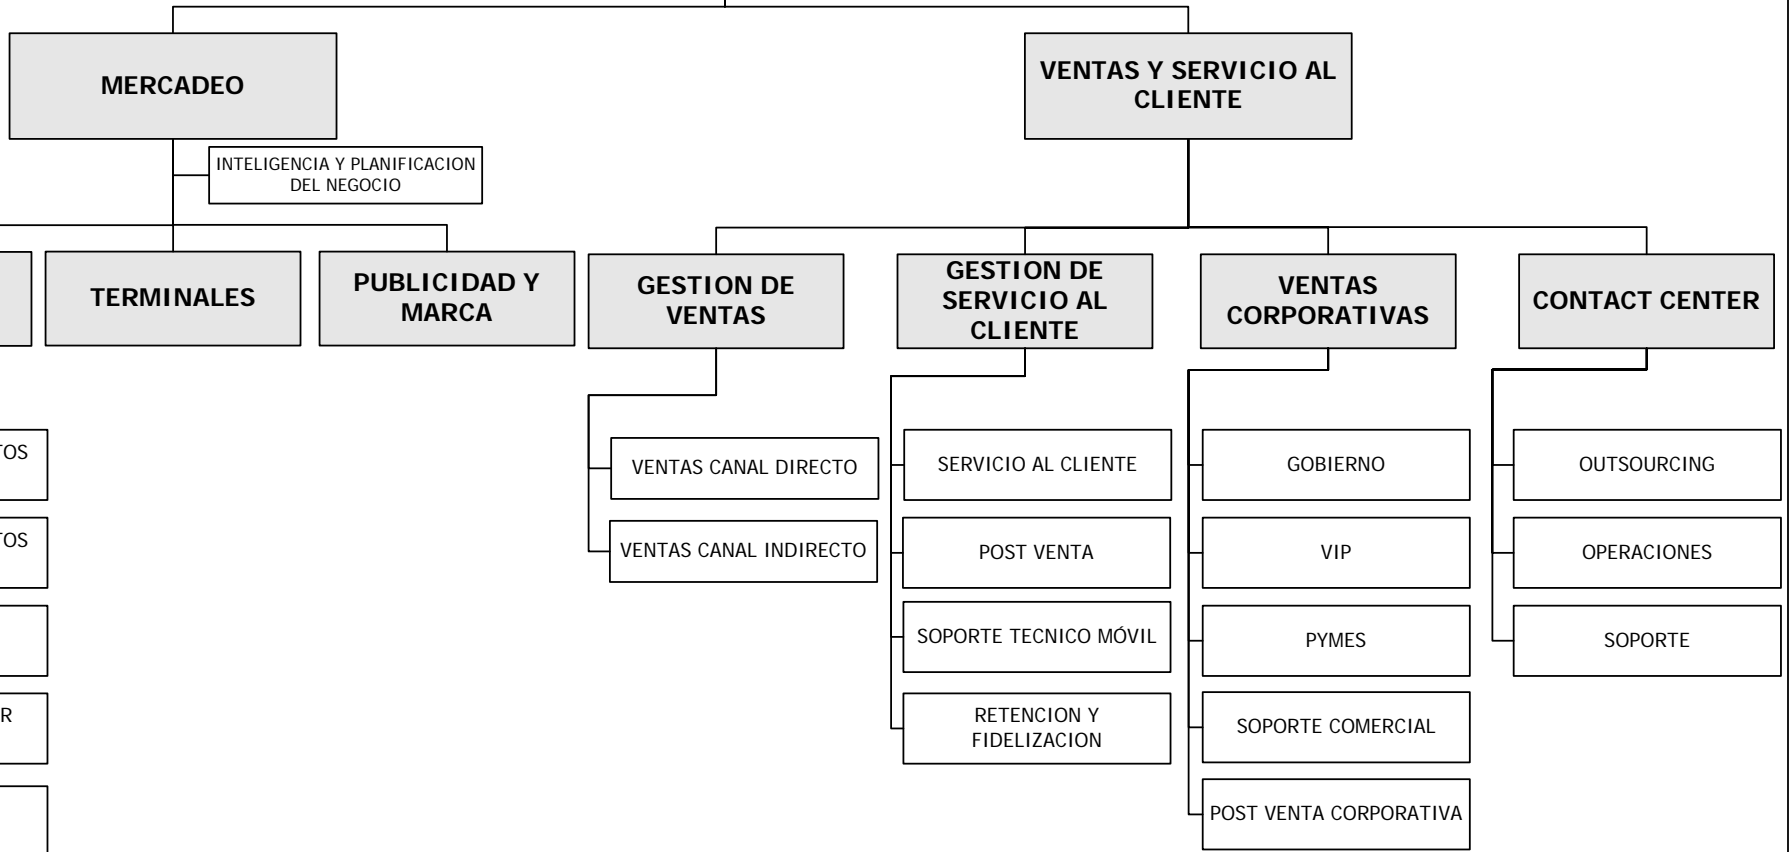 MERCADEO
VENTAS Y SERVICIO AL
CLIENTE
INTELIGENCIA Y PLANIFICACION
DEL NEGOCIO
TERMINALES
PUBLICIDAD Y
MARCA
GESTION DE
VENTAS
GESTION DE
SERVICIO AL
CLIENTE
VENTAS
CORPORATIVAS
CONTACT CENTER
TOS
TOS
R
VENTAS CANAL DIRECTO
VENTAS CANAL INDIRECTO
SERVICIO AL CLIENTE
POST VENTA
SOPORTE TECNICO MÓVIL
RETENCION Y
FIDELIZACION
GOBIERNO
VIP
PYMES
SOPORTE COMERCIAL
POST VENTA CORPORATIVA
OUTSOURCING
OPERACIONES
SOPORTE